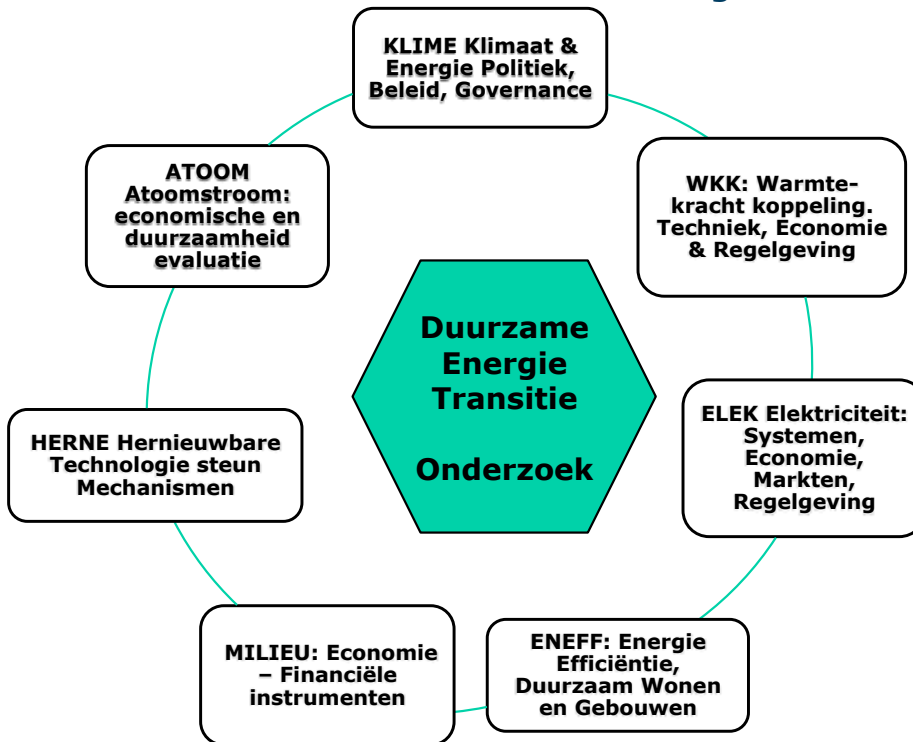 KLIME Klimaat &
Energie Politiek,
Beleid, Governance
ATOOM
Atoomstroom:
economische en
duurzaamheid
evaluatie
WKK: Warmte-
kracht koppeling.
Techniek, Economie
& Regelgeving
Duurzame
Energie
Transitie
Onderzoek
HERNE Hernieuwbare
Technologie steun
Mechanismen
ELEK Elektriciteit:
Systemen,
Economie,
Markten,
Regelgeving
MILIEU: Economie
– Financiële
instrumenten
ENEFF: Energie
Efficiëntie,
Duurzaam Wonen
en Gebouwen